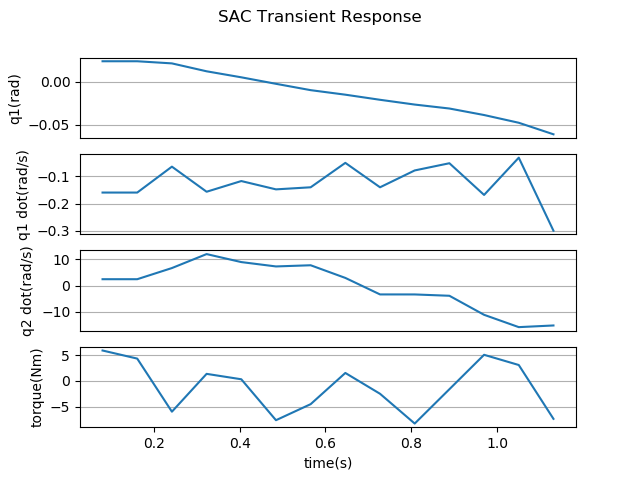 SAC Transient Response
q1(rad)
0.00
−0.05
q1 dot(rad/s)
−0.1
−0.2
−0.3
q2 dot(rad/s)
10
0
−10
torque(Nm)
5
0
−5
0.2 0.4 0.6 0.8 1.0
time(s)